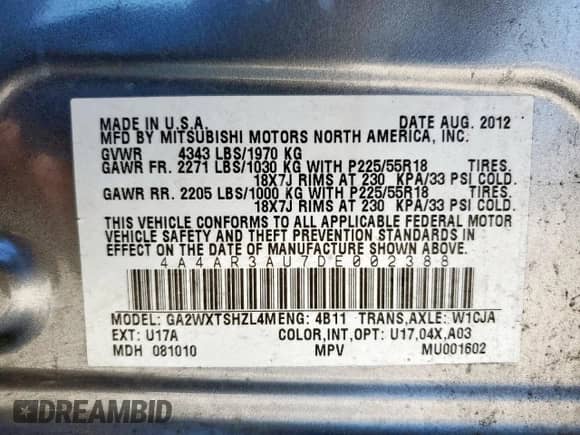 MADE IN U.S.A. DATE AUG. 2012
MFD BY MITSUBISHI MOTORS NORTH AMERICA, INC.
GVWR 4343 LBS/1970 KG
GAWR FR. 2271 LBS/1030 KG WITH P225/55R18 TIRES.
18X7J RIMS AT 230 KPA/33 PSI COLD.
GAWR RR. 2205 LBS/1000 KG WITH P225/55R18 TIRES.
18X7J RIMS AT 230 KPA/33 PSI COLD.
THIS VEHICLE CONFORMS TO ALL APPLICABLE FEDERAL MOTOR
VEHICLE SAFETY AND THEFT PREVENTION STANDARDS IN
EFFECT ON THE DATE OF MANUFACTURE SHOWN ABOVE.
4A4AR3AU7DE002388
MODEL: GA2WXTSHZL4M ENG: 4B11 TRANS,AXLE: W1CJA
EXT: U17A COLOR,INT,OPT: U17,04X,A03
MDH 081010 MPV MU001602
DREAMBID